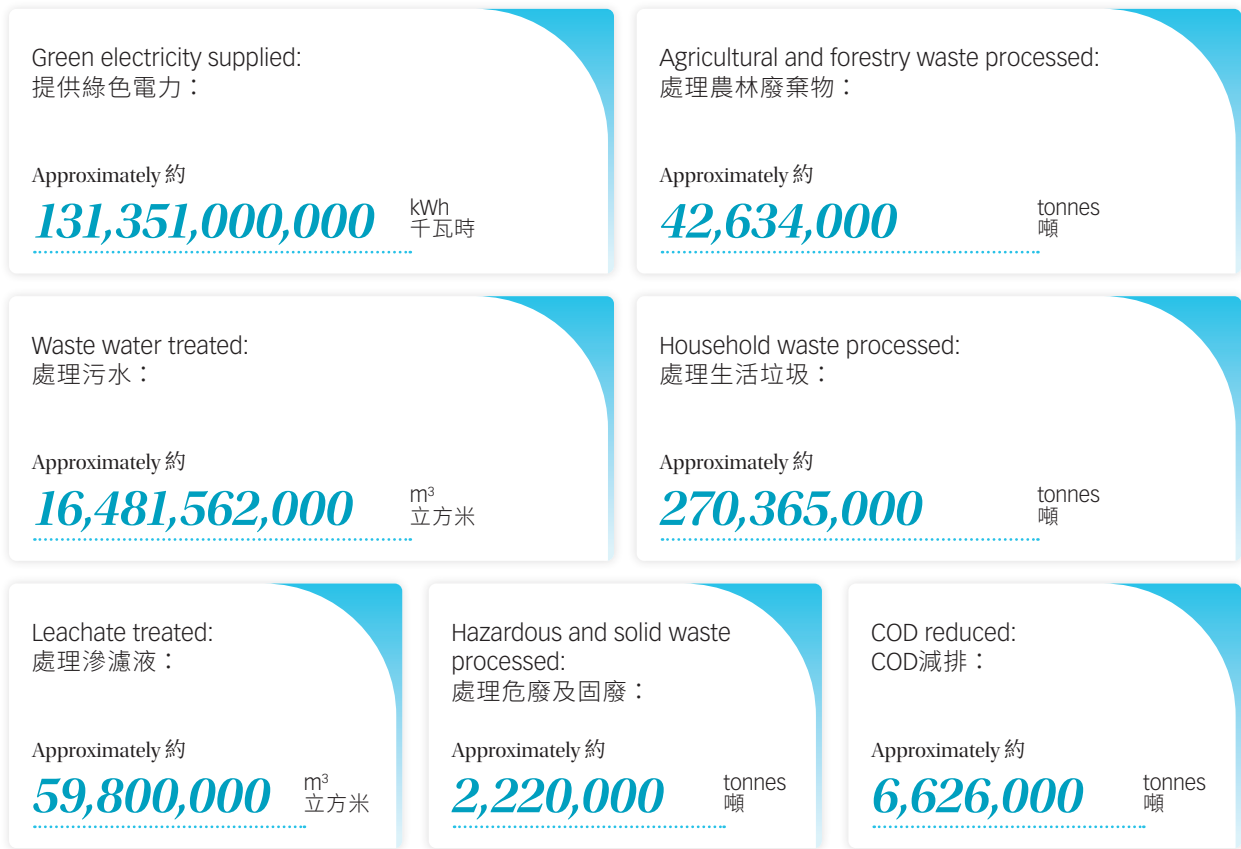 Green electricity supplied:
提供綠色電力：
Approximately 約
131,351,000,000 kWh
千瓦時
Agricultural and forestry waste processed:
處理農林廢棄物：
Approximately 約
42,634,000 tonnes
噸
Waste water treated:
處理污水：
Approximately 約
16,481,562,000 m³
立方米
Household waste processed:
處理生活垃圾：
Approximately 約
270,365,000 tonnes
噸
Leachate treated:
處理滲濾液：
Approximately 約
59,800,000 m³
立方米
Hazardous and solid waste
processed:
處理危廢及固廢：
Approximately 約
2,220,000 tonnes
噸
COD reduced:
COD減排：
Approximately 約
6,626,000 tonnes
噸